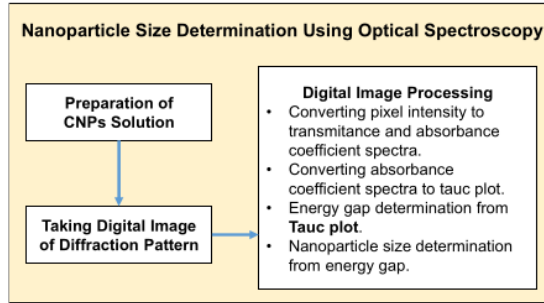 Nanoparticle Size Determination Using Optical Spectroscopy
Preparation of
CNPs Solution
Taking Digital Image
of Diffraction Pattern
Digital Image Processing
• Converting pixel intensity to
transmitance and absorbance
coefficient spectra.
• Converting absorbance
coefficient spectra to tauc plot.
• Energy gap determination from
Tauc plot.
• Nanoparticle size determination
from energy gap.